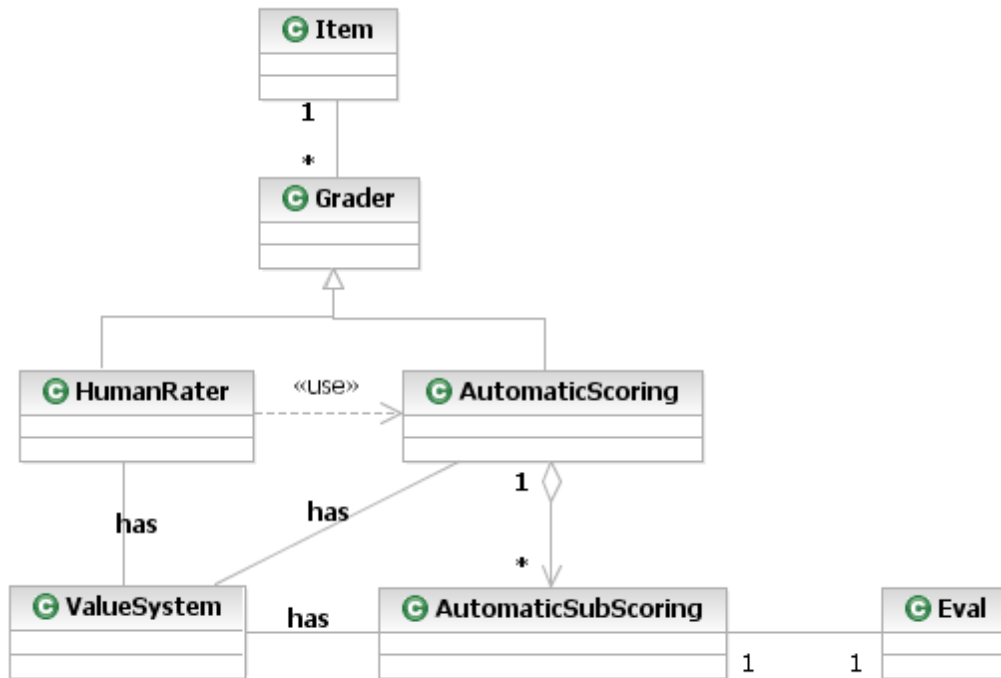 C Item
1
*
C Grader
C HumanRater
«use»
C AutomaticScoring
1
has
has
*
C ValueSystem
has
C AutomaticSubScoring
C Eval
1
1